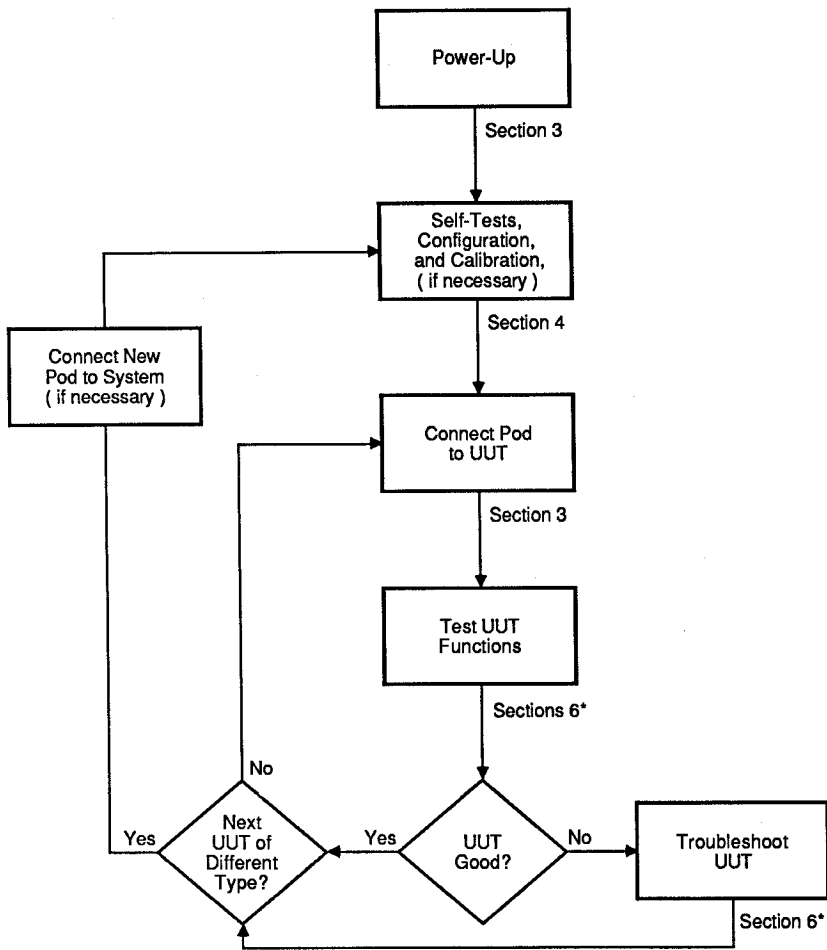 Power-Up
Section 3
Self-Tests,
Configuration,
and Calibration,
( if necessary )
Section 4
Connect New
Pod to System
( if necessary )
Connect Pod
to UUT
Section 3
Test UUT
Functions
Sections 6*
No
Yes
Next
UUT of
Different
Type?
Yes
UUT
Good?
No
Troubleshoot
UUT
Section 6*